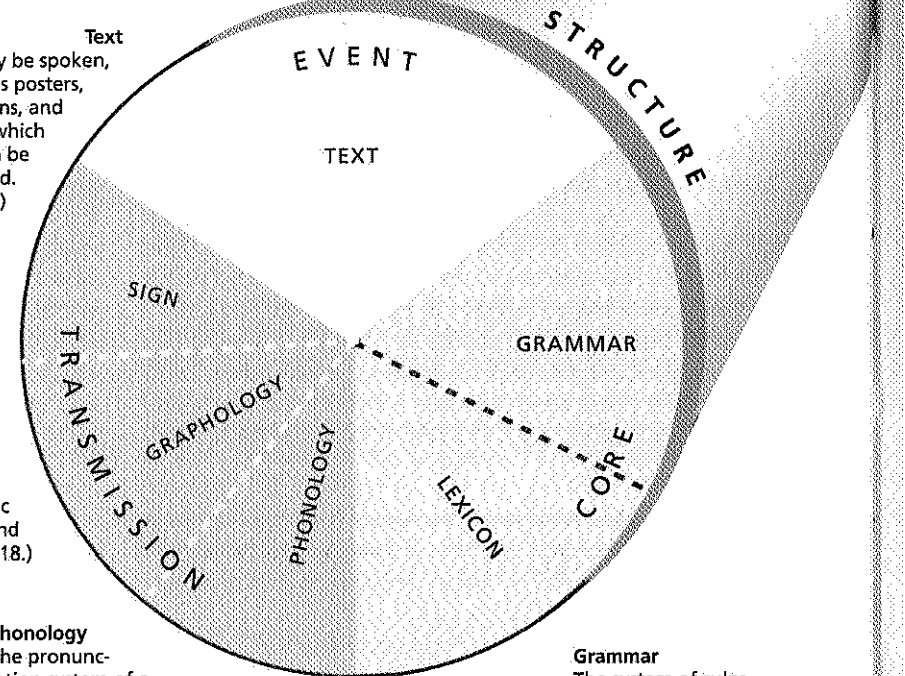 Text
y be spoken,
s posters,
ns, and
which
be
d.
)
EVENT
STRUCTURE
TEXT
SIGN
GRAMMAR
TRANSMISSION
GRAPHOLOGY
PHONOLOGY
LEXICON
CORE
c
nd
18.)
honology
he pronunc-
Grammar
The system of rules